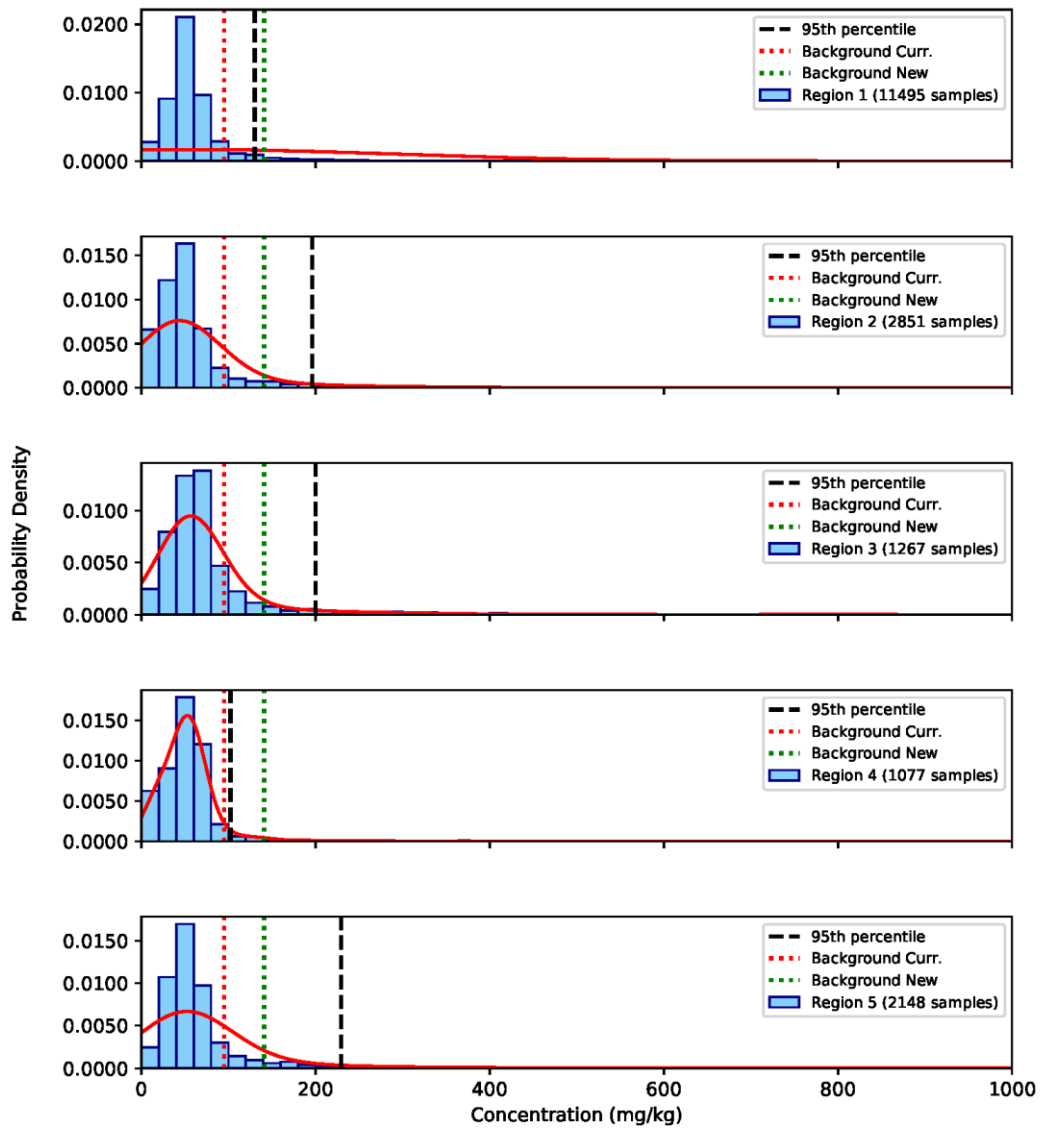 0.0200
0.0100
0.0000
95th percentile
Background Curr.
Background New
Region 1 (11495 samples)
0.0150
0.0100
0.0050
0.0000
95th percentile
Background Curr.
Background New
Region 2 (2851 samples)
Probability Density
0.0100
0.0050
0.0000
95th percentile
Background Curr.
Background New
Region 3 (1267 samples)
0.0150
0.0100
0.0050
0.0000
95th percentile
Background Curr.
Background New
Region 4 (1077 samples)
0.0150
0.0100
0.0050
0.0000
95th percentile
Background Curr.
Background New
Region 5 (2148 samples)
0 200 400 600 800 1000
Concentration (mg/kg)